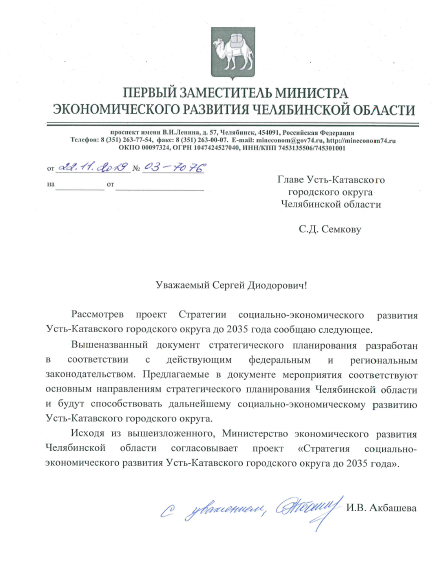 ПЕРВЫЙ ЗАМЕСТИТЕЛЬ МИНИСТРА
ЭКОНОМИЧЕСКОГО РАЗВИТИЯ ЧЕЛЯБИНСКОЙ ОБЛАСТИ
проспект имени В.И.Ленина, д. 57, Челябинск, 454091, Российская Федерация
Телефон: 8 (351) 263-77-54, факс: 8 (351) 263-80-07. E-mail: mineconom@gov74.ru, http://mineconom74.ru
ОКПО 00097324, ОГРН 1047424527040, ИНН/КПП 7453135506/745301001
от 22.11.2019 № 03-7076
на от
Главе Усть-Катавского
городского округа
Челябинской области
С.Д. Семкову
Уважаемый Сергей Диодорович!
Рассмотрев проект Стратегии социально-экономического развития
Усть-Катавского городского округа до 2035 года сообщаю следующее.
Вышеназванный документ стратегического планирования разработан
в соответствии с действующим федеральным и региональным
законодательством. Предлагаемые в документе мероприятия соответствуют
основным направлениям стратегического планирования Челябинской области
и будут способствовать дальнейшему социально-экономическому развитию
Усть-Катавского городского округа.
Исходя из вышеизложенного, Министерство экономического развития
Челябинской области согласовывает проект «Стратегия социально-
экономического развития Усть-Катавского городского округа до 2035 года».
С уважением, И.В. Акбашева